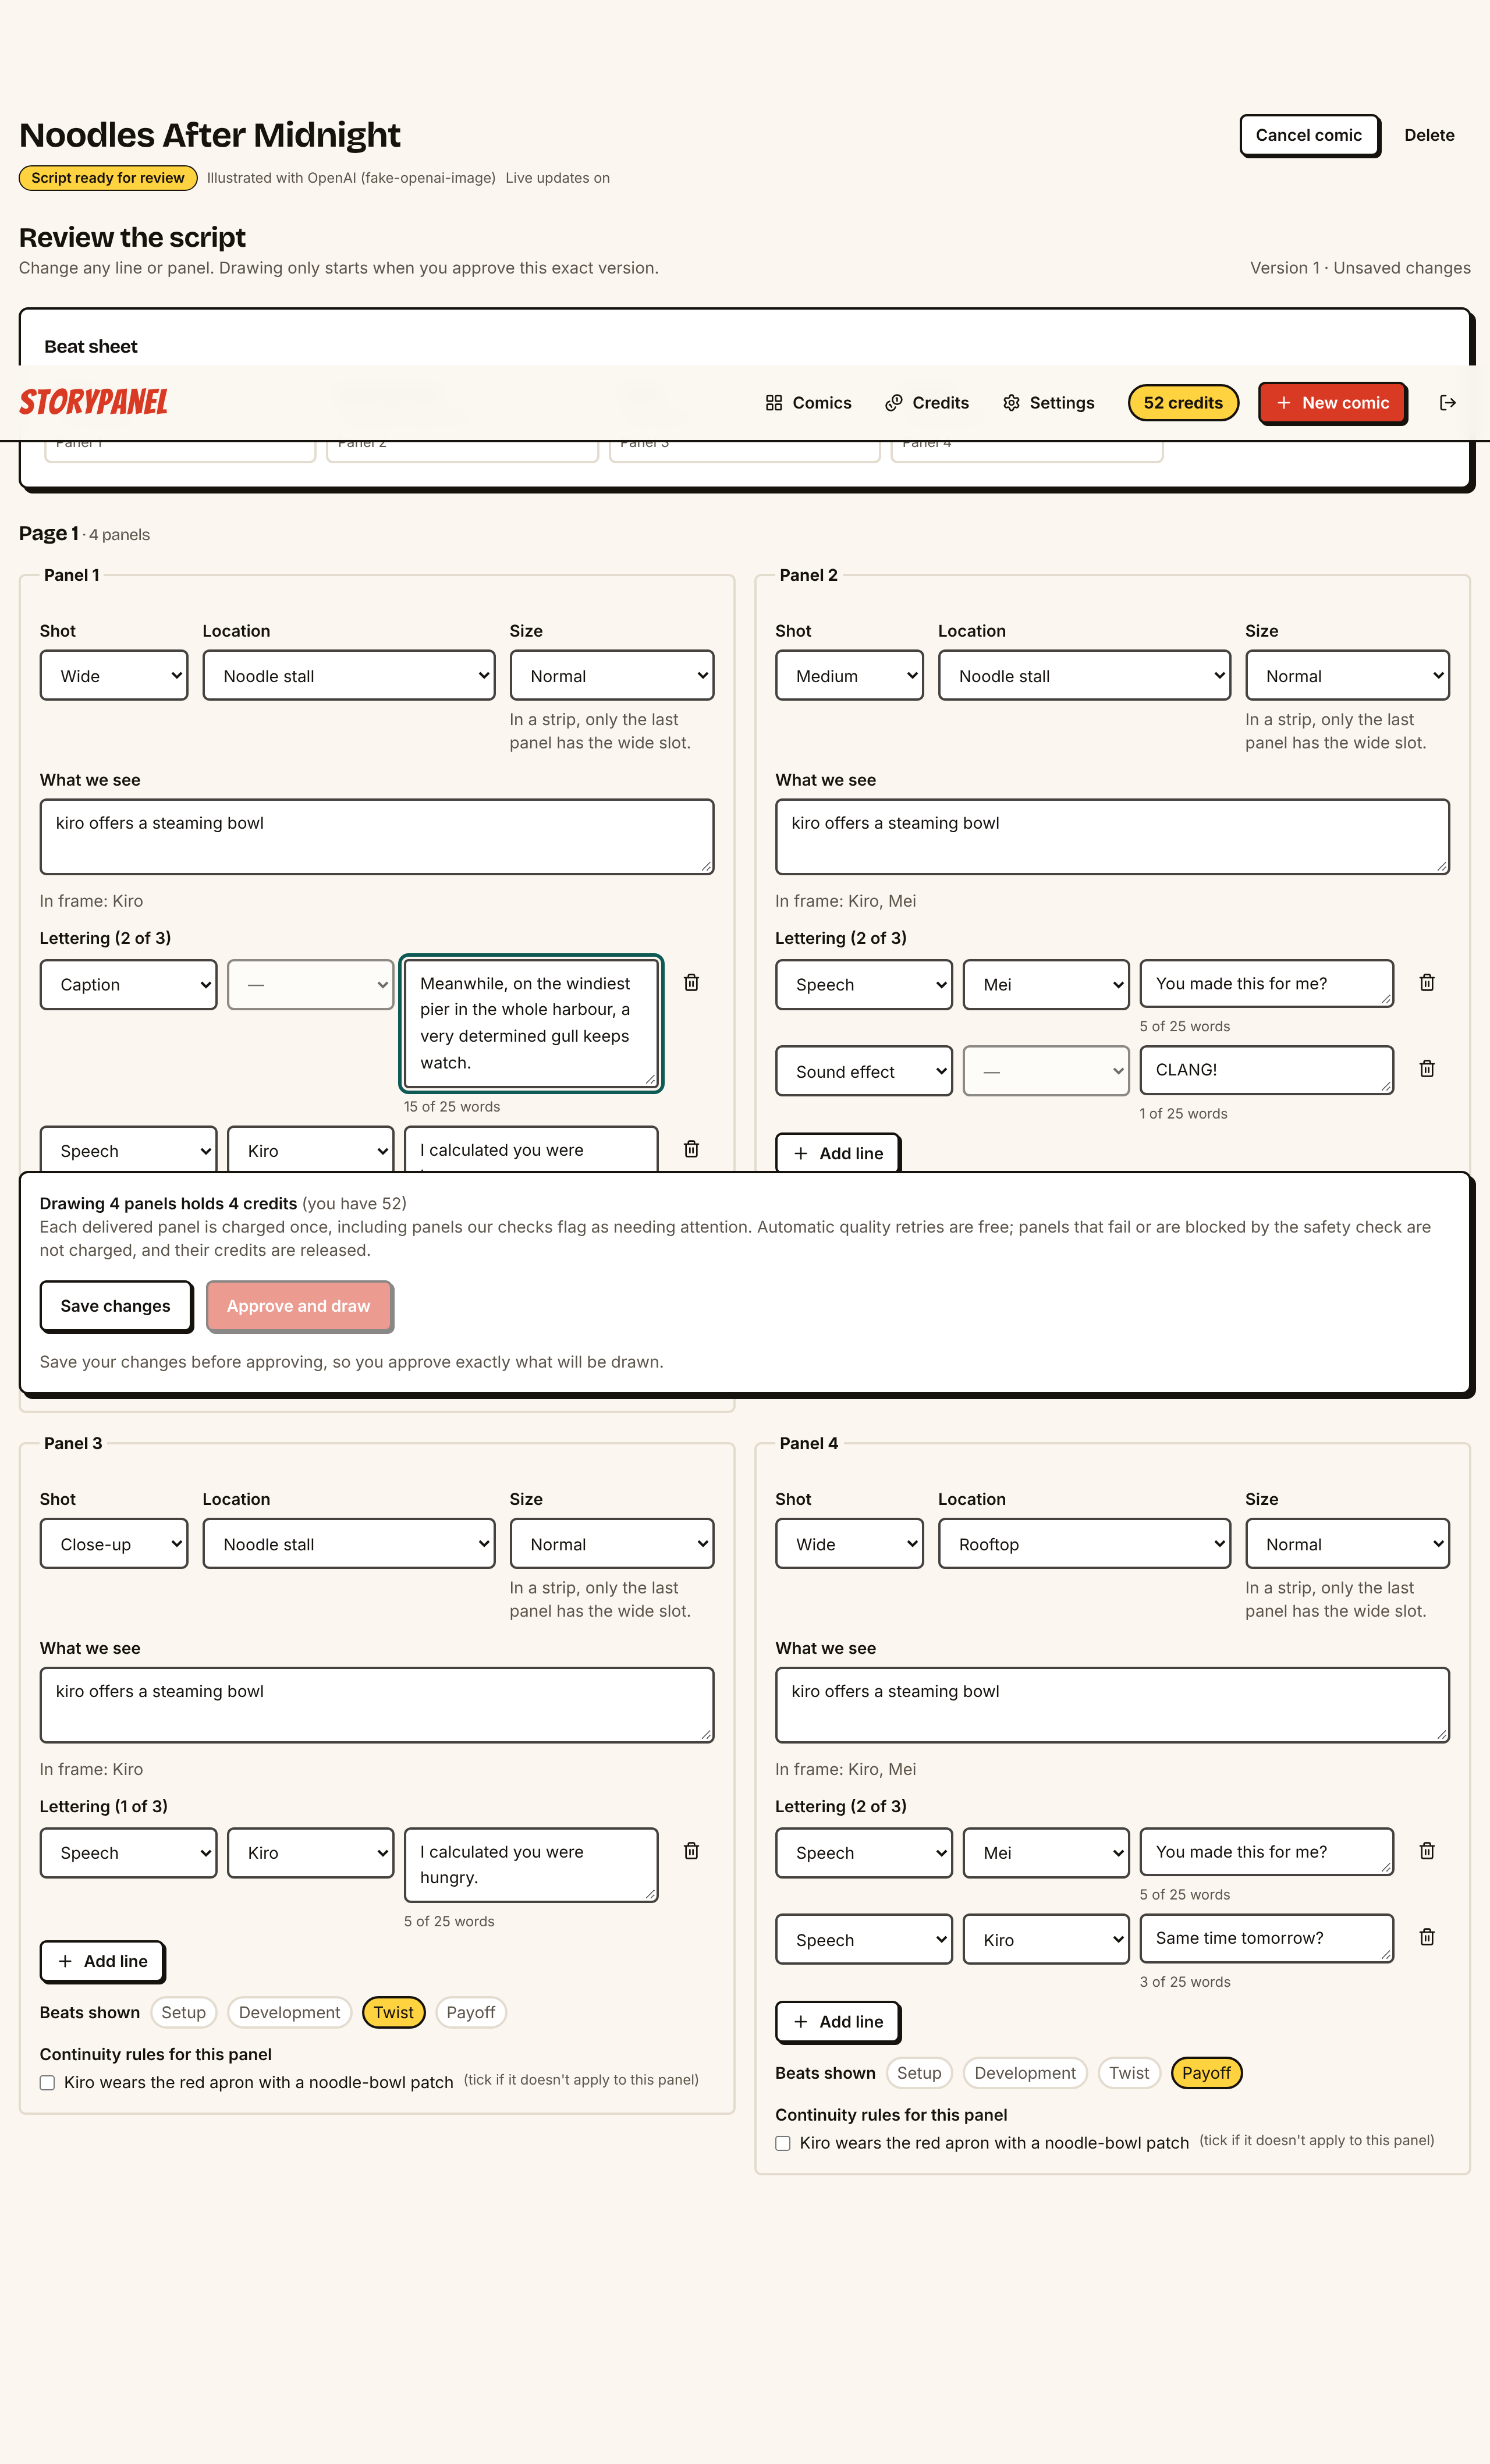 Noodles After Midnight
Cancel comic
Delete
Script ready for review
Illustrated with OpenAI (fake-openai-image)
Live updates on
Review the script
Change any line or panel. Drawing only starts when you approve this exact version.
Version 1 · Unsaved changes
Beat sheet
STORYPANEL
Comics
Credits
Settings
52 credits
New comic
Panel 1
Panel 2
Panel 3
Panel 4
Page 1 · 4 panels
Panel 1
Shot
Location
Size
Wide
Noodle stall
Normal
In a strip, only the last
panel has the wide slot.
What we see
kiro offers a steaming bowl
In frame: Kiro
Lettering (2 of 3)
Caption
—
Meanwhile, on the windiest
pier in the whole harbour, a
very determined gull keeps
watch.
15 of 25 words
Speech
Kiro
I calculated you were
Panel 2
Shot
Location
Size
Medium
Noodle stall
Normal
In a strip, only the last
panel has the wide slot.
What we see
kiro offers a steaming bowl
In frame: Kiro, Mei
Lettering (2 of 3)
Speech
Mei
You made this for me?
5 of 25 words
Sound effect
—
CLANG!
1 of 25 words
Add line
Drawing 4 panels holds 4 credits (you have 52)
Each delivered panel is charged once, including panels our checks flag as needing attention. Automatic quality retries are free; panels that fail or are blocked by the safety check are
not charged, and their credits are released.
Save changes
Approve and draw
Save your changes before approving, so you approve exactly what will be drawn.
Panel 3
Shot
Location
Size
Close-up
Noodle stall
Normal
In a strip, only the last
panel has the wide slot.
What we see
kiro offers a steaming bowl
In frame: Kiro
Lettering (1 of 3)
Speech
Kiro
I calculated you were
hungry.
5 of 25 words
Add line
Beats shown
Setup
Development
Twist
Payoff
Continuity rules for this panel
Kiro wears the red apron with a noodle-bowl patch (tick if it doesn't apply to this panel)
Panel 4
Shot
Location
Size
Wide
Rooftop
Normal
In a strip, only the last
panel has the wide slot.
What we see
kiro offers a steaming bowl
In frame: Kiro, Mei
Lettering (2 of 3)
Speech
Mei
You made this for me?
5 of 25 words
Speech
Kiro
Same time tomorrow?
3 of 25 words
Add line
Beats shown
Setup
Development
Twist
Payoff
Continuity rules for this panel
Kiro wears the red apron with a noodle-bowl patch (tick if it doesn't apply to this panel)